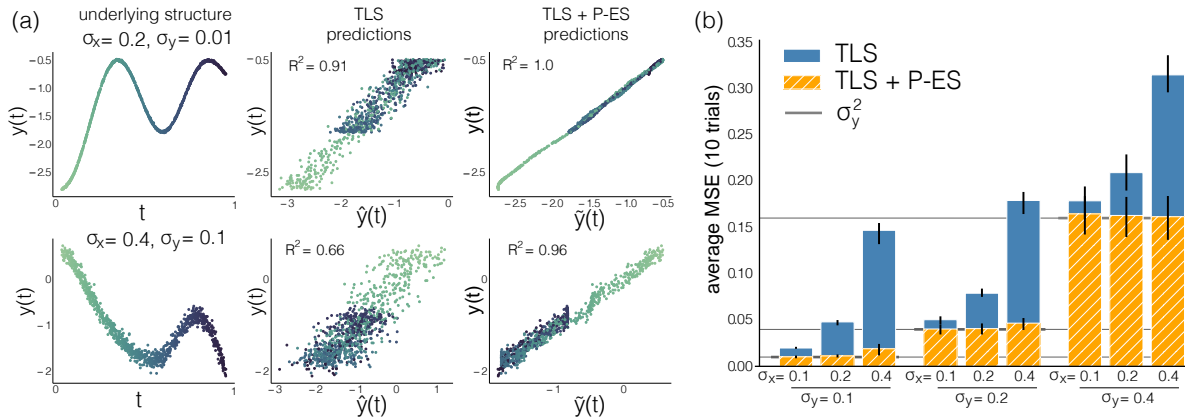 (a)
underlying structure
σx= 0.2, σy= 0.01
TLS
predictions
TLS + P-ES
predictions
y(t)
−0.5
−1.0
−1.5
−2.0
−2.5
0
t
1
y(t)
−0.5
−1.5
−2.5
R² = 0.91
−3
−2
−1
0
ŷ(t)
y(t)
−0.5
−1.5
−2.5
R² = 1.0
−2.5
−2.0
−1.5
−1.0
−0.5
ỹ(t)
σx= 0.4, σy= 0.1
y(t)
0
−1
−2
0
t
1
y(t)
0
−2
R² = 0.66
−3
−2
−1
0
1
ŷ(t)
y(t)
0
−2
R² = 0.96
−1
0
ỹ(t)
(b)
average MSE (10 trials)
0.35
0.30
0.25
0.20
0.15
0.10
0.05
0.00
TLS
TLS + P-ES
σy²
σx= 0.1 0.2 0.4
σy= 0.1
σx= 0.1 0.2 0.4
σy= 0.2
σx= 0.1 0.2 0.4
σy= 0.4